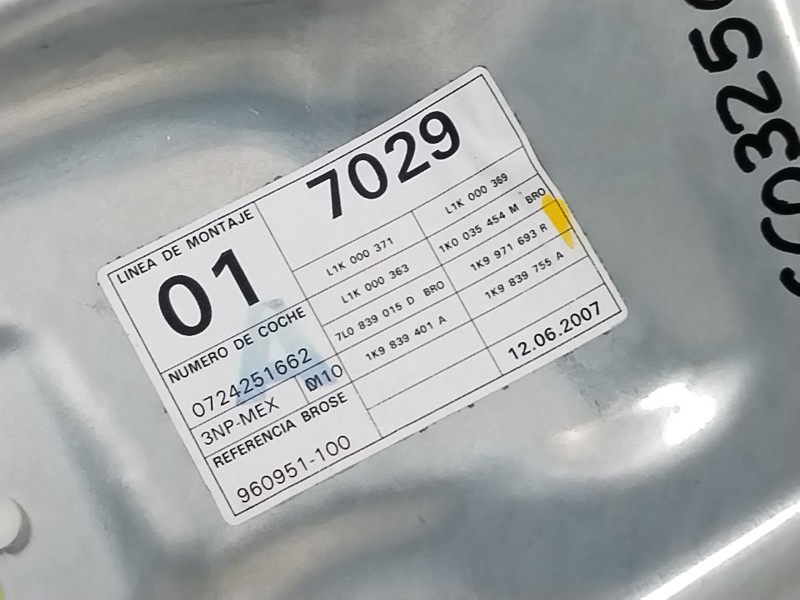 LINEA DE MONTAJE
01
7029
L1K 000 371
L1K 000 369
L1K 000 363
1K0 035 454 M BRO
7L0 839 015 D BRO
1K9 971 693 R
1K9 839 401 A
1K9 839 755 A
NUMERO DE COCHE
0724251662
3NP-MEX
M10
REFERENCIA BROSE
960951-100
12.06.2007
0325